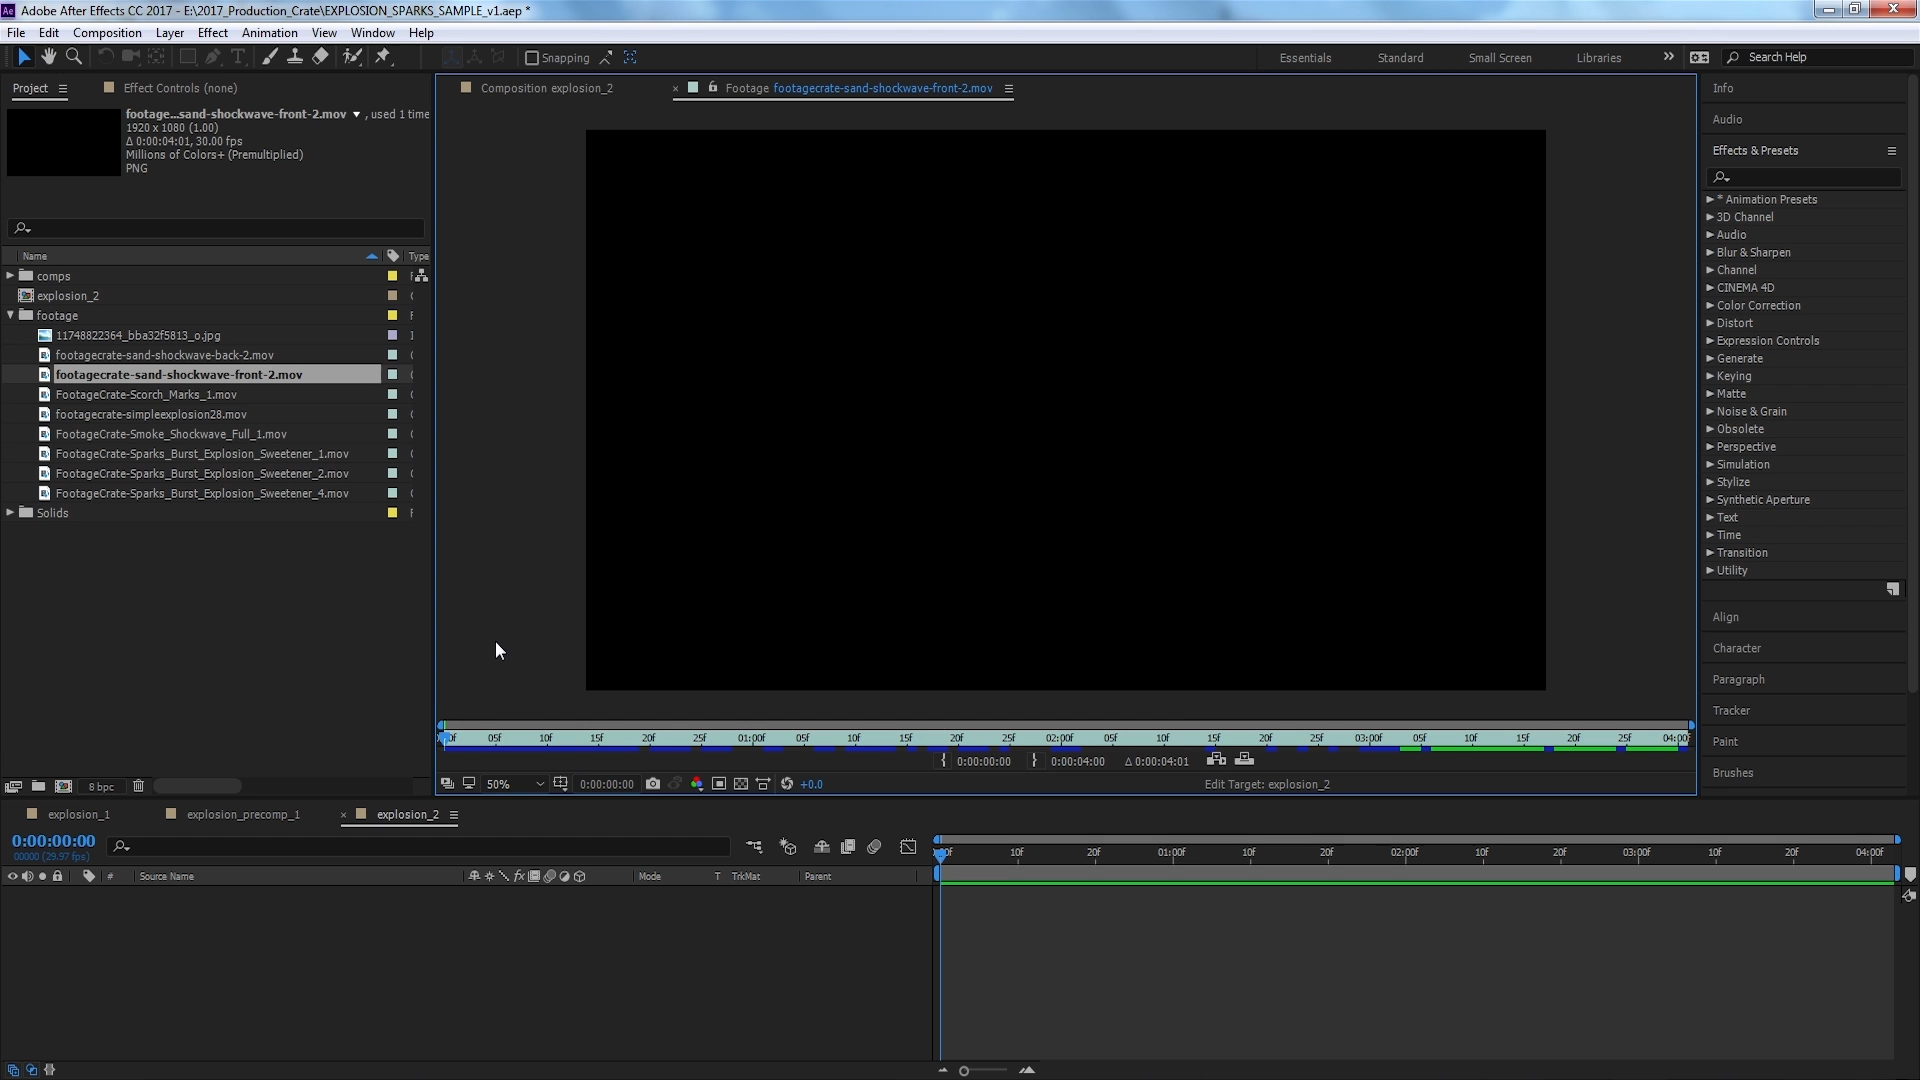 Adobe After Effects CC 2017 - E:\2017_Production_Crate\EXPLOSION_SPARKS_SAMPLE_v1.aep *
File Edit Composition Layer Effect Animation View Window Help
Snapping
Essentials Standard Small Screen Libraries Search Help
Project Effect Controls (none)
Composition explosion_2
Footage footagecrate-sand-shockwave-front-2.mov
footage...sand-shockwave-front-2.mov , used 1 time
1920 x 1080 (1.00)
Δ 0:00:04:01, 30.00 fps
Millions of Colors+ (Premultiplied)
PNG
Name Type
comps
explosion_2
footage
11748822364_bba32f5813_o.jpg
footagecrate-sand-shockwave-back-2.mov
footagecrate-sand-shockwave-front-2.mov
FootageCrate-Scorch_Marks_1.mov
footagecrate-simpleexplosion28.mov
FootageCrate-Smoke_Shockwave_Full_1.mov
FootageCrate-Sparks_Burst_Explosion_Sweetener_1.mov
FootageCrate-Sparks_Burst_Explosion_Sweetener_2.mov
FootageCrate-Sparks_Burst_Explosion_Sweetener_4.mov
Solids
8 bpc
05f 10f 15f 20f 25f 01:00f 05f 10f 15f 20f 25f 02:00f 05f 10f 15f 20f 25f 03:00f 05f 10f 15f 20f 25f 04:00f
0:00:00:00 0:00:04:00 Δ 0:00:04:01
50% 0:00:00:00 +0.0 Edit Target: explosion_2
Info
Audio
Effects & Presets
* Animation Presets
3D Channel
Audio
Blur & Sharpen
Channel
CINEMA 4D
Color Correction
Distort
Expression Controls
Generate
Keying
Matte
Noise & Grain
Obsolete
Perspective
Simulation
Stylize
Synthetic Aperture
Text
Time
Transition
Utility
Align
Character
Paragraph
Tracker
Paint
Brushes
explosion_1 explosion_precomp_1 × explosion_2
0:00:00:00
00000 (29.97 fps)
# Source Name fx Mode T TrkMat Parent
10f 20f 01:00f 10f 20f 02:00f 10f 20f 03:00f 10f 20f 04:00f